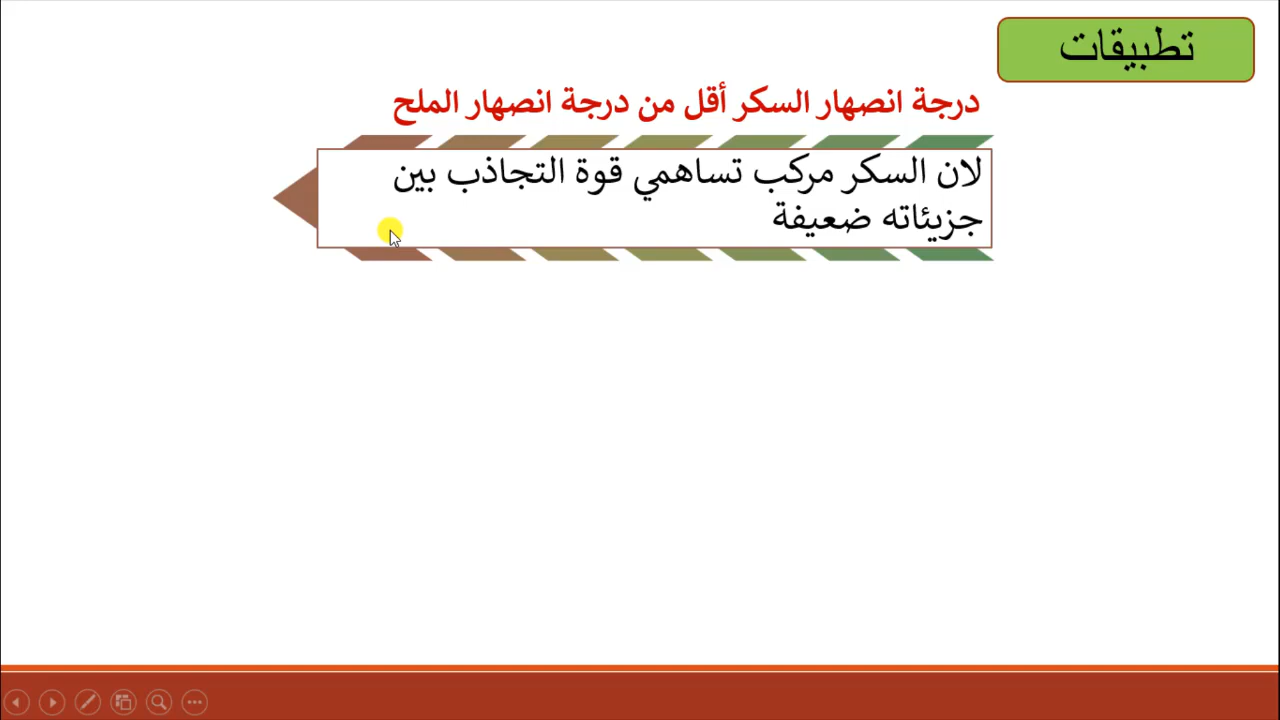 تطبيقات
درجة انصهار السكر أقل من درجة انصهار الملح
لان السكر مركب تساهمي قوة التجاذب بين
جزيئاته ضعيفة